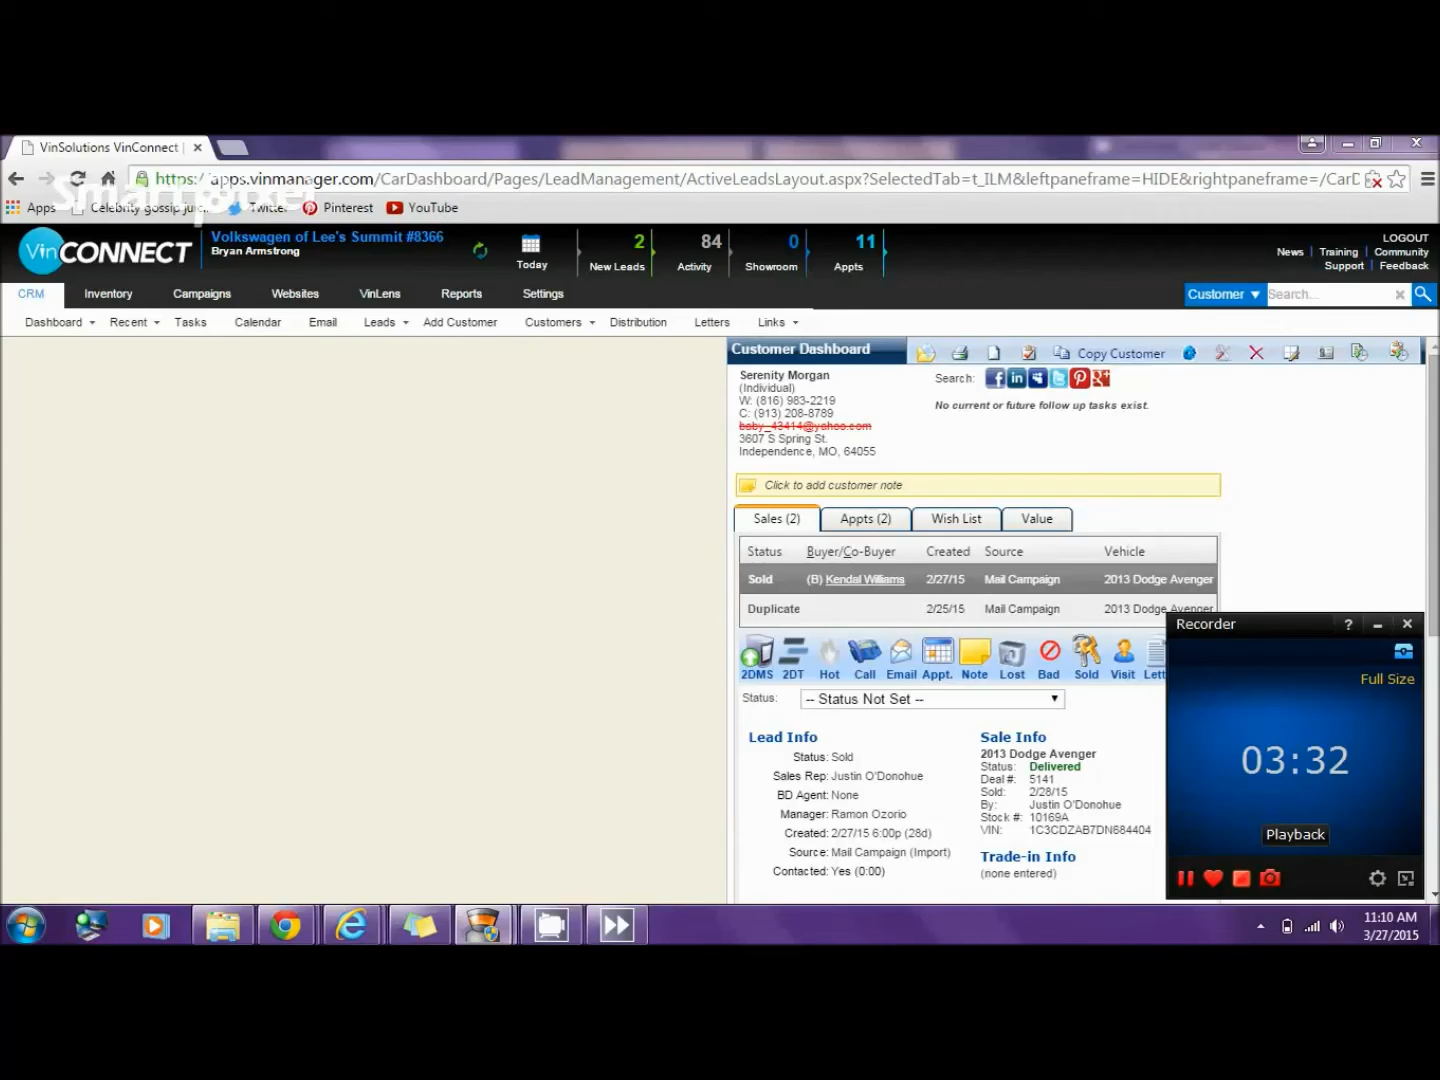 VinSolutions VinConnect |
https://apps.vinmanager.com/CarDashboard/Pages/LeadManagement/ActiveLeadsLayout.aspx?SelectedTab=t_ILM&leftpaneframe=HIDE&rightpaneframe=/CarD
Apps Celebrity gossip juic Twitter Pinterest YouTube
VinCONNECT
Volkswagen of Lee's Summit #8366
Bryan Armstrong
Today
2 84 0 11
New Leads Activity Showroom Appts
LOGOUT
News Training Community
Support Feedback
CRM Inventory Campaigns Websites VinLens Reports Settings
Customer Search...
Dashboard Recent Tasks Calendar Email Leads Add Customer Customers Distribution Letters Links
Customer Dashboard
Copy Customer
Serenity Morgan
(Individual)
W: (816) 983-2219
C: (913) 208-8789
baby_43414@yahoo.com
3607 S Spring St.
Independence, MO, 64055
Search:
No current or future follow up tasks exist.
Click to add customer note
Sales (2) Appts (2) Wish List Value
Status Buyer/Co-Buyer Created Source Vehicle
Sold (B) Kendal Williams 2/27/15 Mail Campaign 2013 Dodge Avenger
Duplicate 2/25/15 Mail Campaign 2013 Dodge Avenger
2DMS 2DT Hot Call Email Appt. Note Lost Bad Sold Visit Lett
Status: -- Status Not Set --
Lead Info
Status: Sold
Sales Rep: Justin O'Donohue
BD Agent: None
Manager: Ramon Ozorio
Created: 2/27/15 6:00p (28d)
Source: Mail Campaign (Import)
Contacted: Yes (0:00)
Sale Info
2013 Dodge Avenger
Status: Delivered
Deal #: 5141
Sold: 2/28/15
By: Justin O'Donohue
Stock #: 10169A
VIN: 1C3CDZAB7DN684404
Trade-in Info
(none entered)
Recorder ?
Full Size
03:32
Playback
11:10 AM
3/27/2015